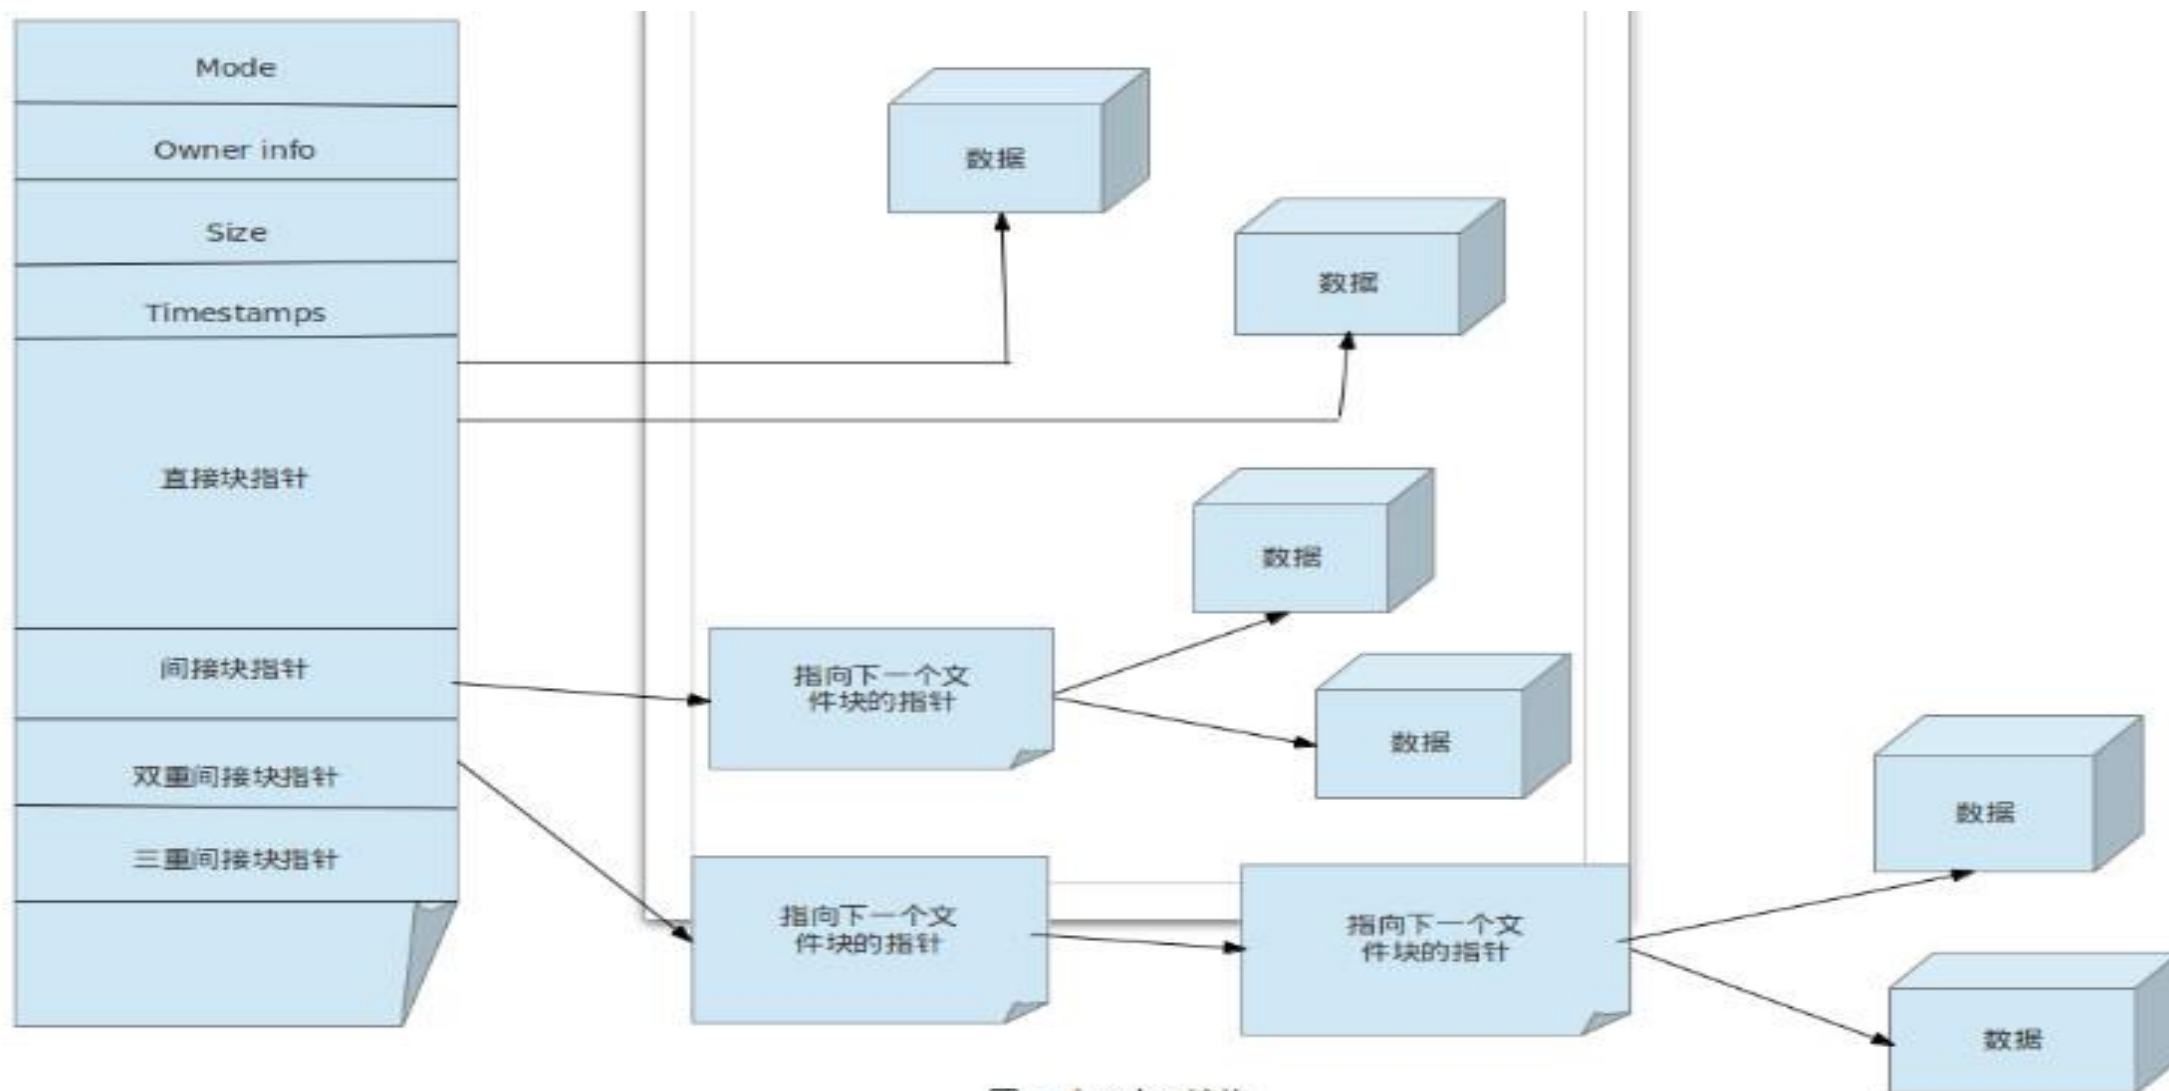 Mode
Owner info
Size
Timestamps
直接块指针
间接块指针
双重间接块指针
三重间接块指针
数据
数据
数据
指向下一个文
件块的指针
数据
指向下一个文
件块的指针
指向下一个文
件块的指针
数据
数据